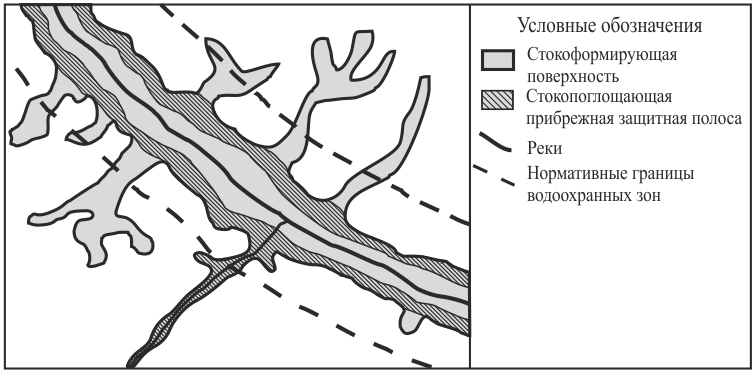 Условные обозначения
Стокоформирующая
поверхность
Стокопоглощающая
прибрежная защитная полоса
Реки
Нормативные границы
водоохранных зон